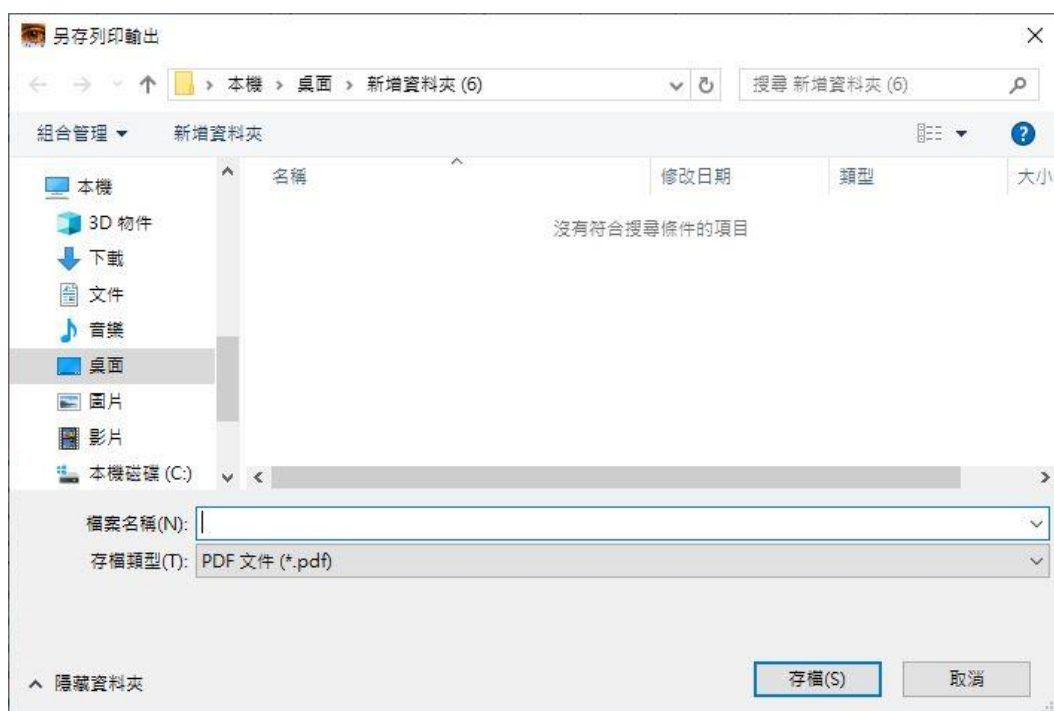 另存列印輸出
本機 › 桌面 › 新增資料夾 (6)
搜尋 新增資料夾 (6)
組合管理
新增資料夾
名稱
修改日期
類型
大小
本機
3D 物件
下載
文件
音樂
桌面
圖片
影片
本機磁碟 (C:)
沒有符合搜尋條件的項目
檔案名稱(N):
存檔類型(T): PDF 文件 (*.pdf)
隱藏資料夾
存檔(S)
取消